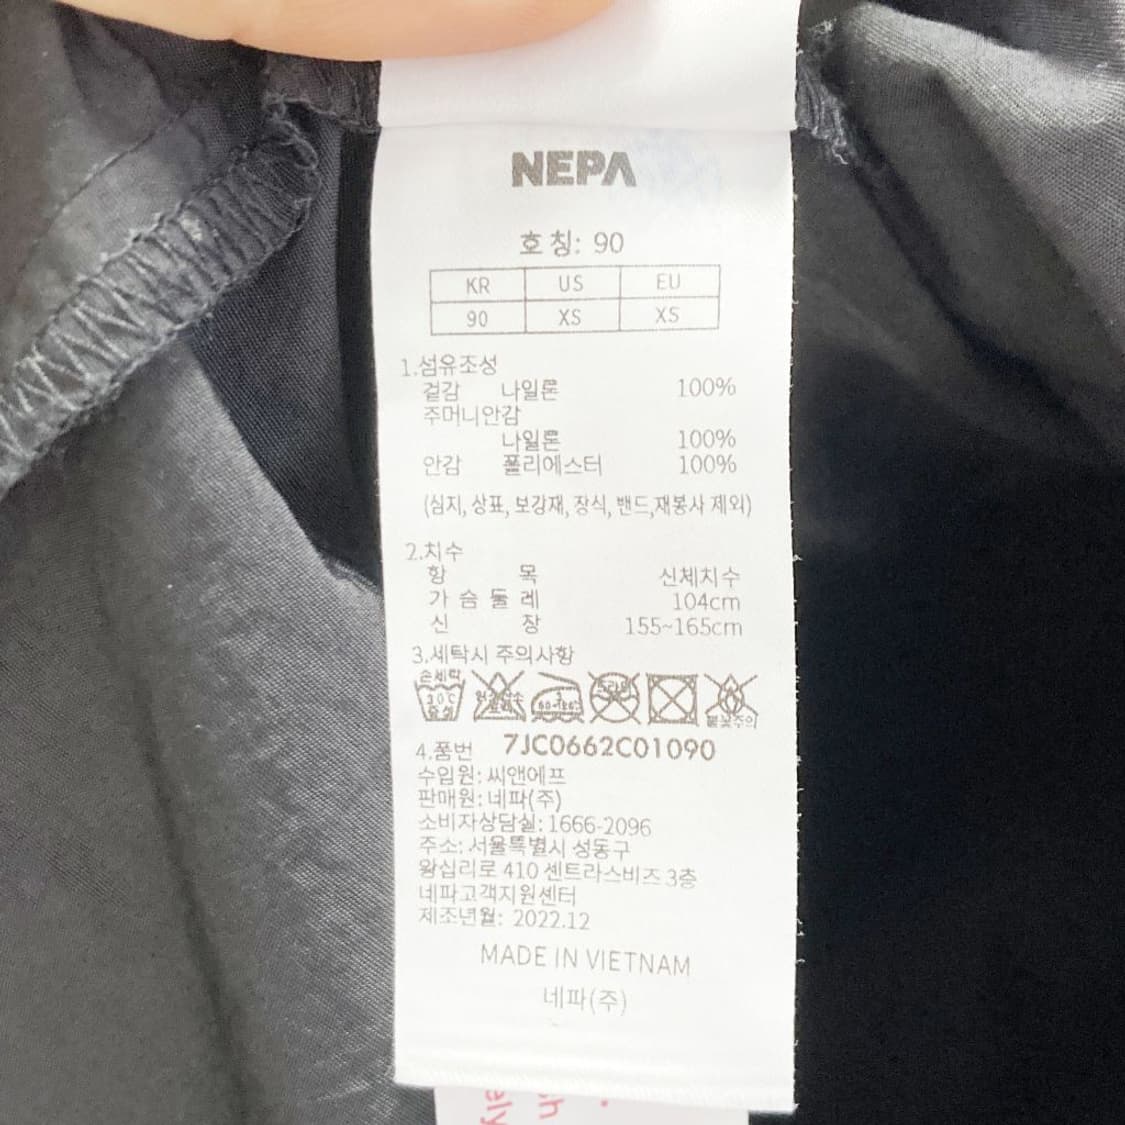 NEPA
호 칭: 90
KR US EU
90 XS XS
1.섬유조성
겉감 나일론 100%
주머니안감
나일론 100%
안감 폴리에스터 100%
(심지, 상표, 보강재, 장식, 밴드,재봉사 제외)
2.치수
항 목 신체치수
가 슴 둘 레 104cm
신 장 155~165cm
3.세탁시 주의사항
손세탁
30℃
중성
드라이
불꽃주의
4.품번 7JC0662C01090
수입원: 씨앤에프
판매원: 네파(주)
소비자상담실: 1666-2096
주소: 서울특별시 성동구
왕십리로 410 센트라스비즈 3층
네파고객지원센터
제조년월: 2022.12
MADE IN VIETNAM
네파(주)